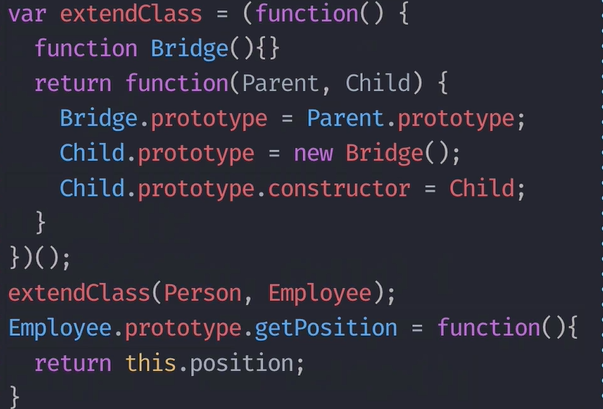 var extendClass = (function() {
  function Bridge(){}
  return function(Parent, Child) {
    Bridge.prototype = Parent.prototype;
    Child.prototype = new Bridge();
    Child.prototype.constructor = Child;
  }
})();
extendClass(Person, Employee);
Employee.prototype.getPosition = function(){
  return this.position;
}